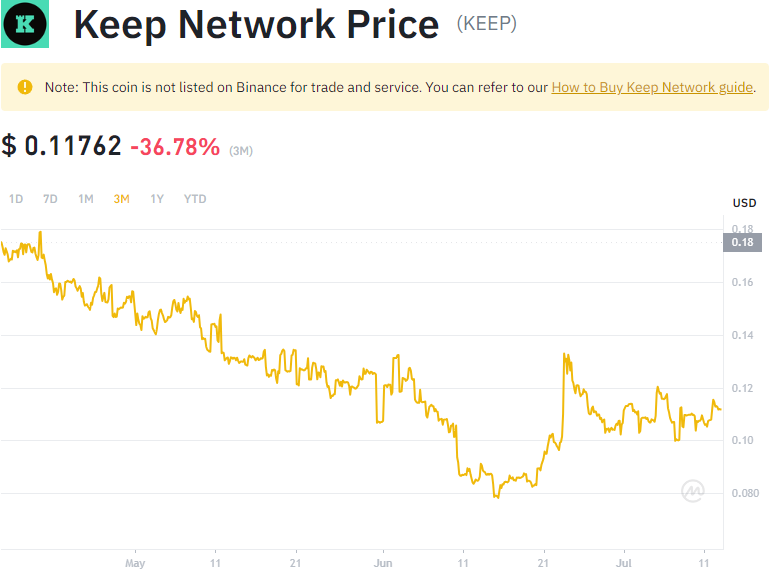 Keep Network Price (KEEP)
Note: This coin is not listed on Binance for trade and service. You can refer to our How to Buy Keep Network guide.
$ 0.11762 -36.78% (3M)
1D 7D 1M 3M 1Y YTD
USD
0.18
0.18
0.16
0.14
0.12
0.10
0.080
May 11 21 Jun 11 21 Jul 11